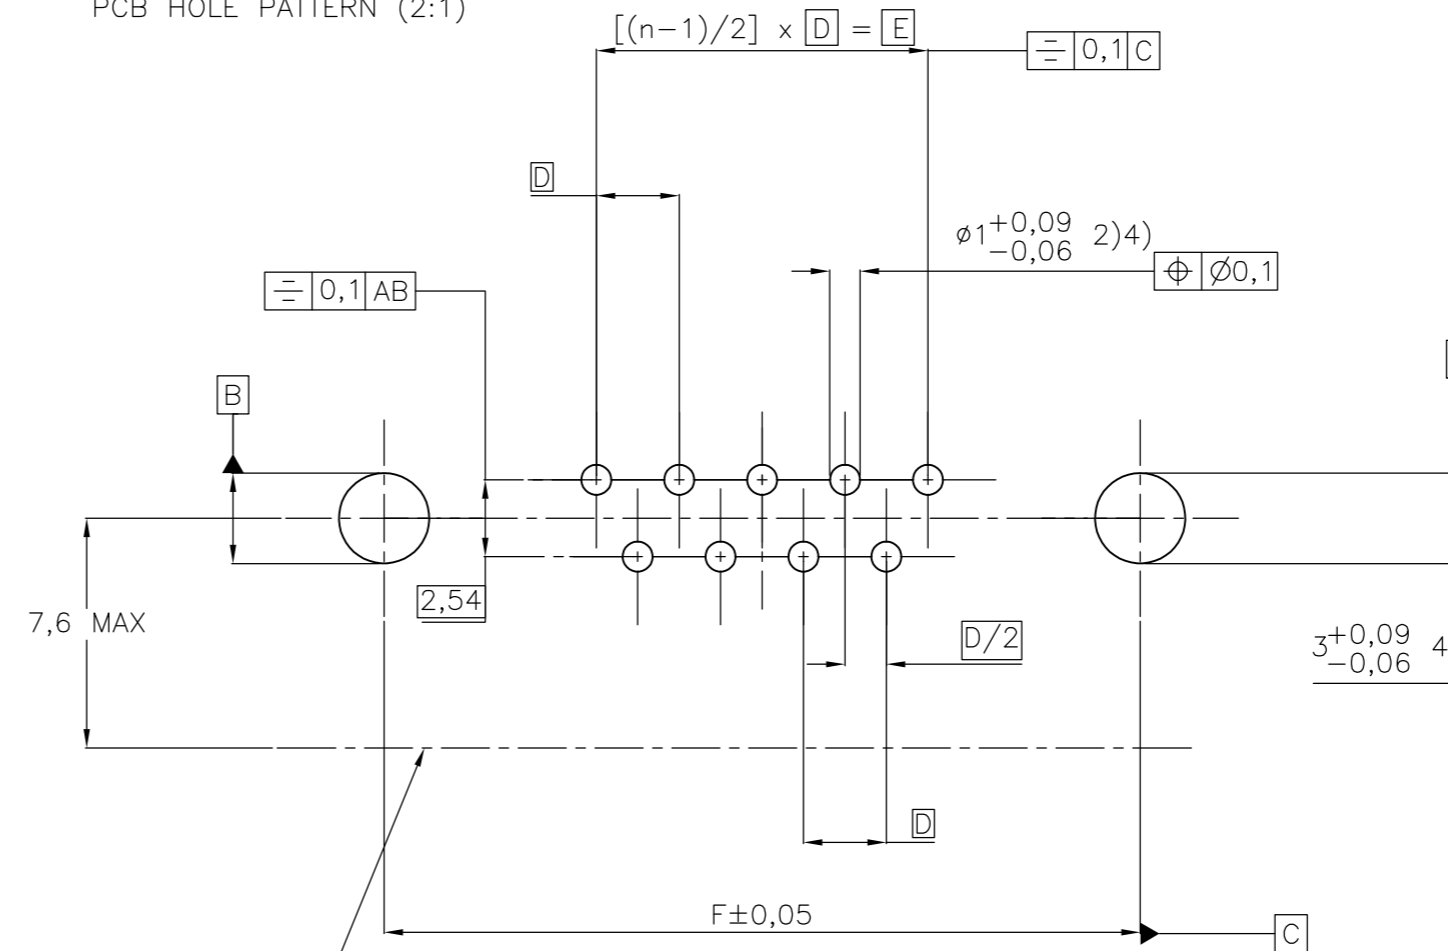 PCB HOLE PATTERN (2:1)
[(n-1)/2] x D = E
0,1 C
D
ø1 +0,09 -0,06 2)4)
Ø0,1
0,1 AB
B
2,54
7,6 MAX
D/2
3 +0,09 -0,06 4
D
F±0,05
C